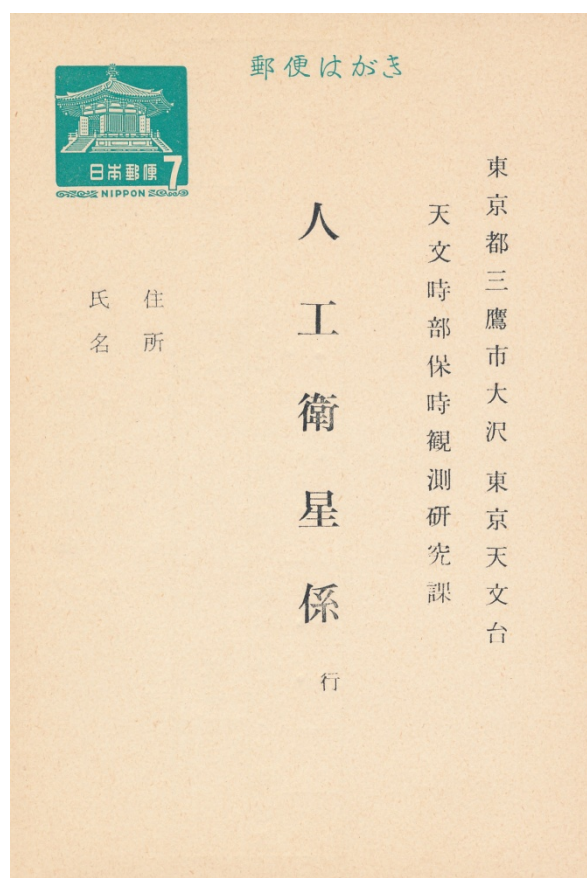 郵便はがき
日本郵便
7
NIPPON
東京都三鷹市大沢 東京天文台
天文時部保時観測研究課
人工衛星係 行
住所
氏名